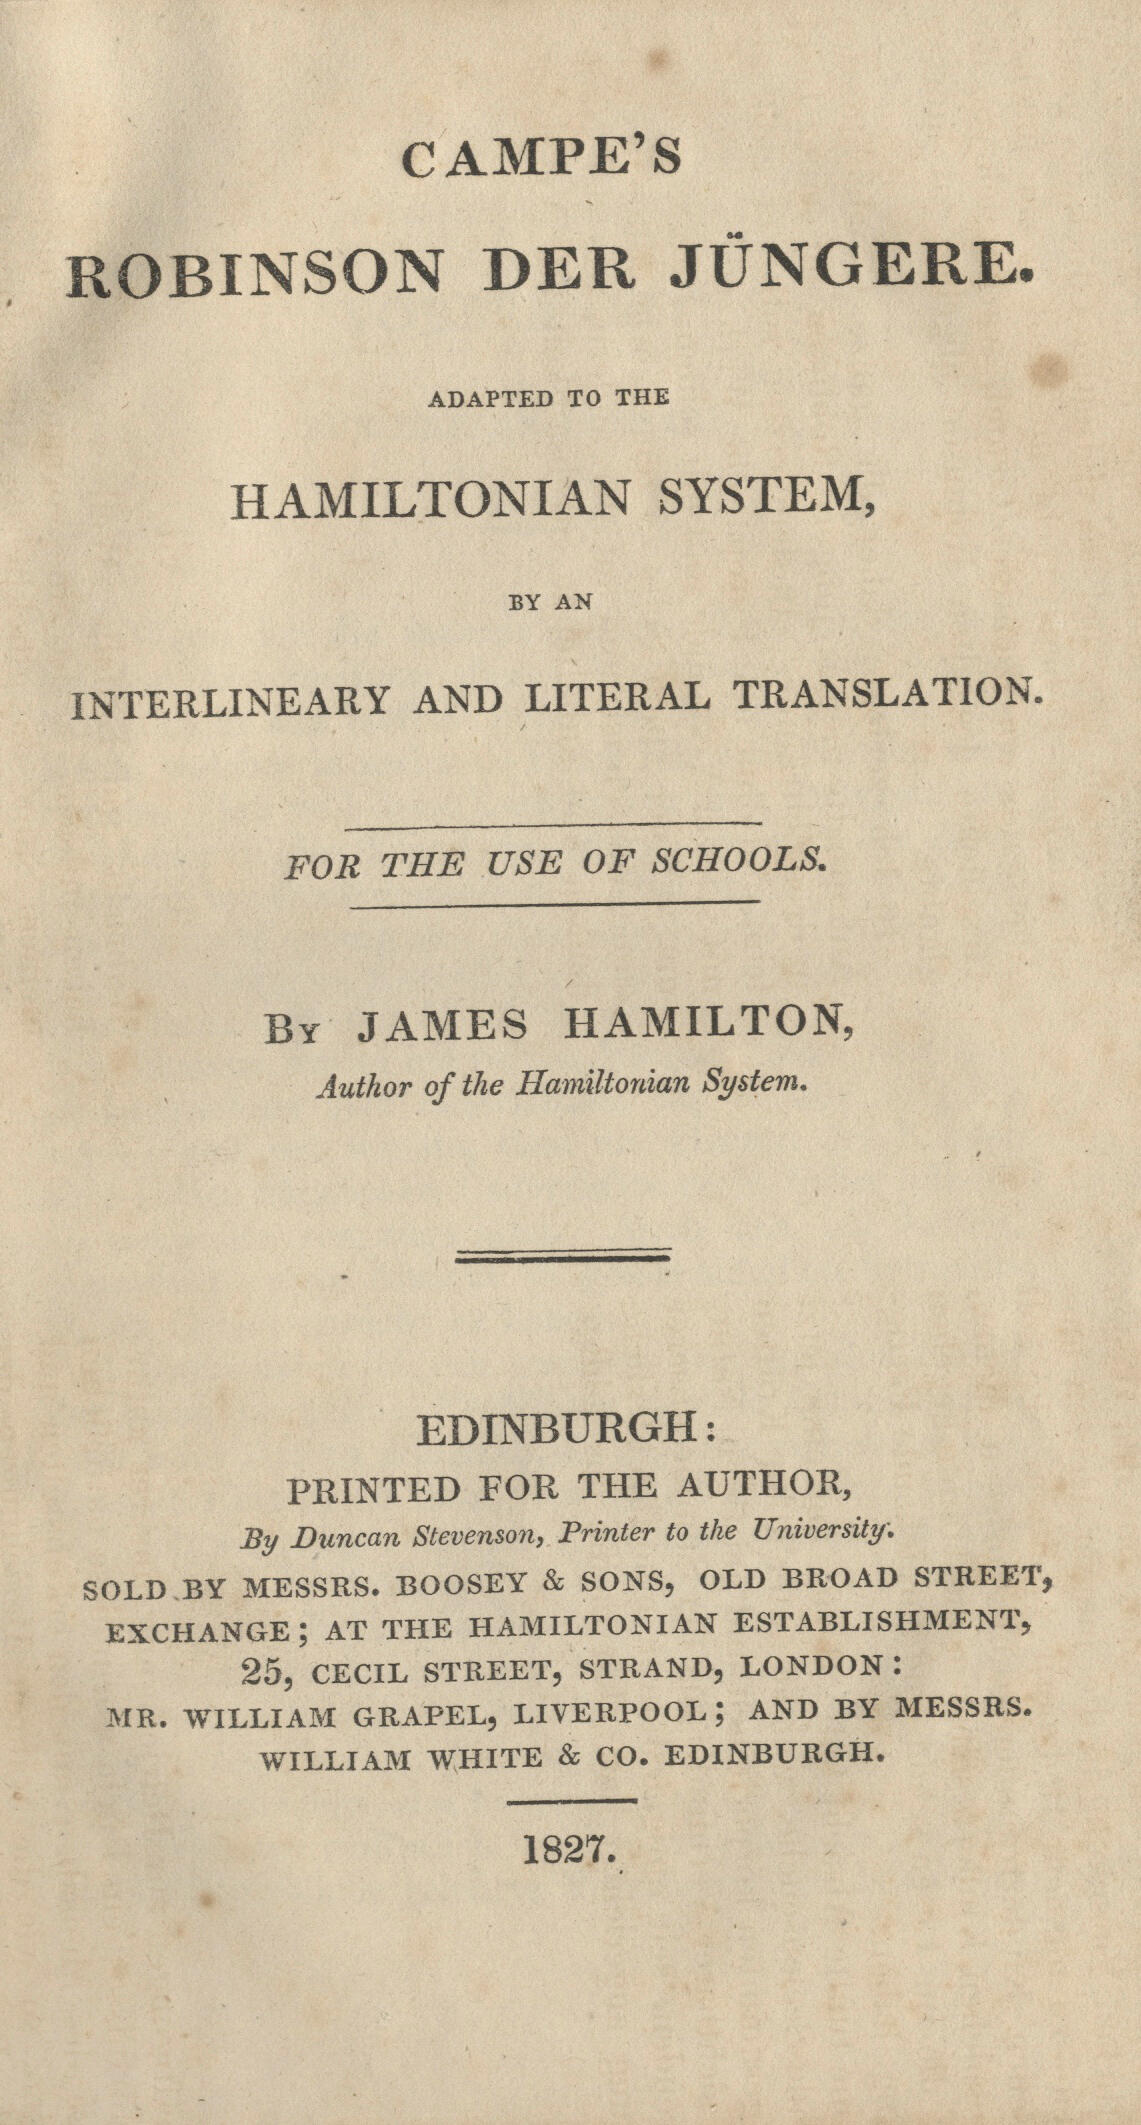 CAMPE'S
ROBINSON DER JÜNGERE.
ADAPTED TO THE
HAMILTONIAN SYSTEM,
BY AN
INTERLINEARY AND LITERAL TRANSLATION.
FOR THE USE OF SCHOOLS.
BY JAMES HAMILTON,
Author of the Hamiltonian System.
EDINBURGH:
PRINTED FOR THE AUTHOR,
By Duncan Stevenson, Printer to the University.
SOLD BY MESSRS. BOOSEY & SONS, OLD BROAD STREET,
EXCHANGE; AT THE HAMILTONIAN ESTABLISHMENT,
25, CECIL STREET, STRAND, LONDON:
MR. WILLIAM GRAPEL, LIVERPOOL; AND BY MESSRS.
WILLIAM WHITE & CO. EDINBURGH.
1827.